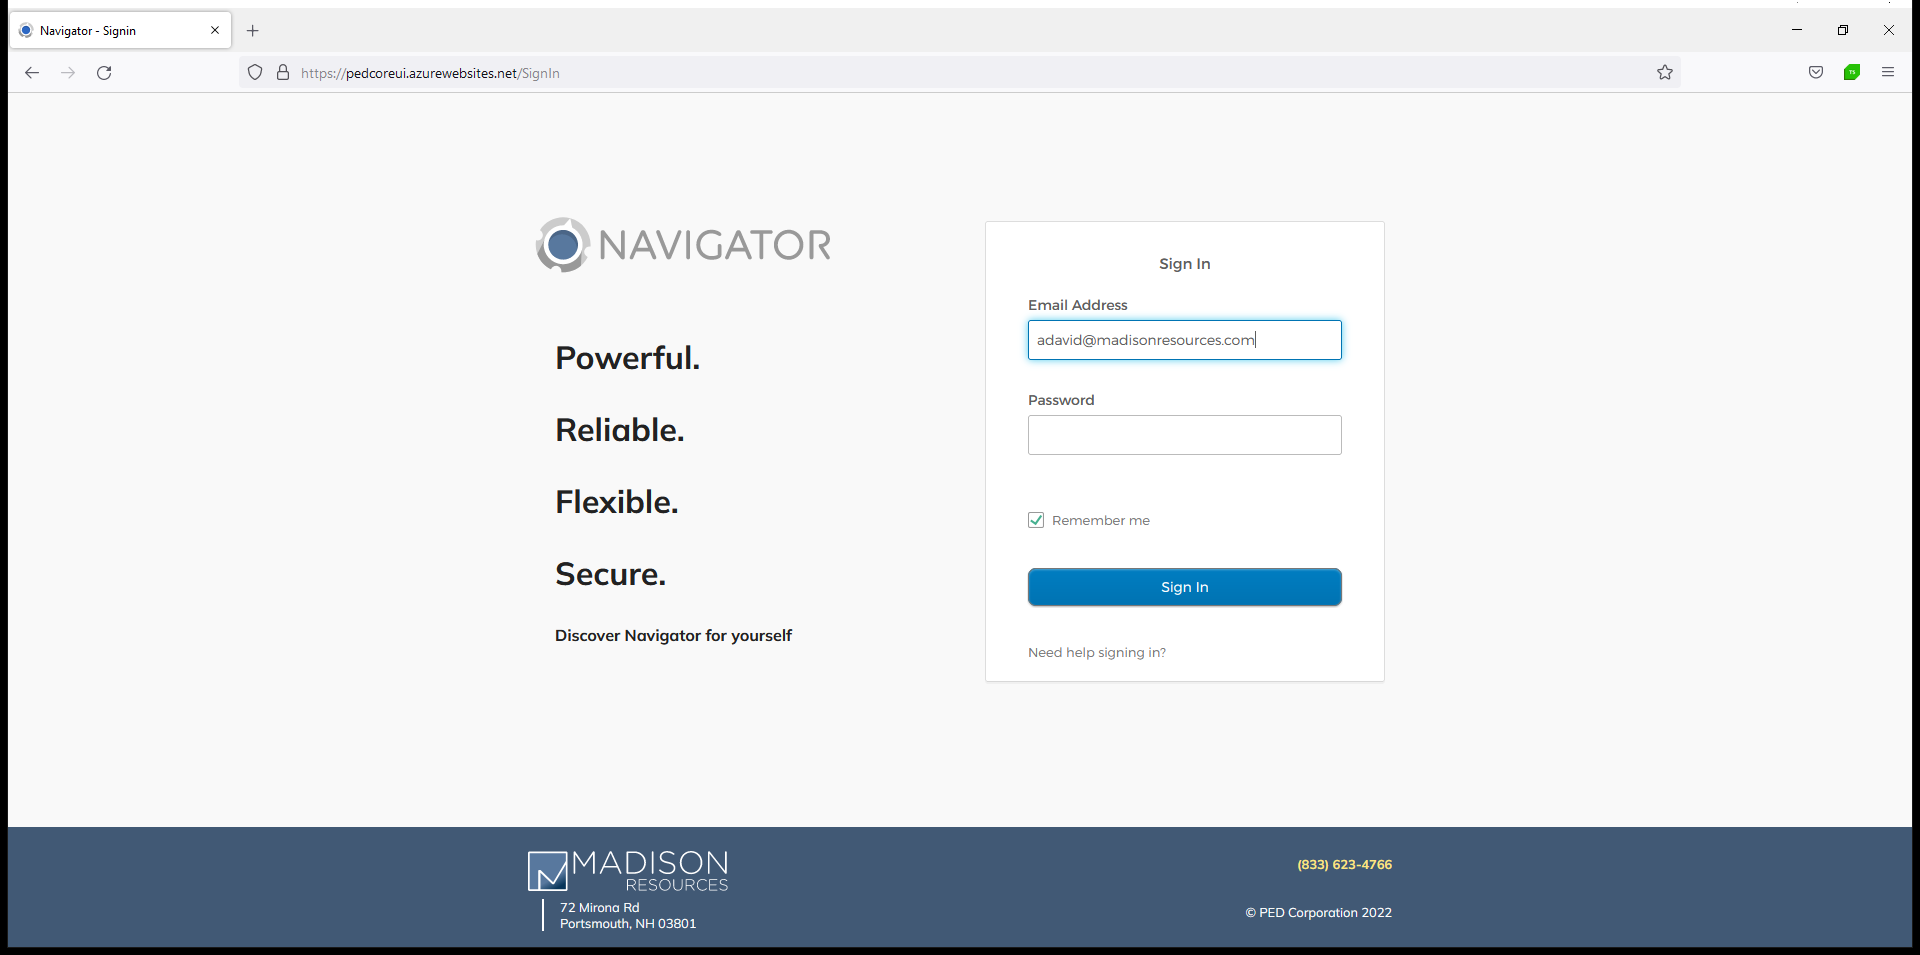 Navigator - Signin
https://pedcoreui.azurewebsites.net/SignIn
TS
NAVIGATOR
Powerful.
Reliable.
Flexible.
Secure.
Discover Navigator for yourself
Sign In
Email Address
adavid@madisonresources.com
Password
Remember me
Sign In
Need help signing in?
MADISON
RESOURCES
72 Mirona Rd
Portsmouth, NH 03801
(833) 623-4766
© PED Corporation 2022